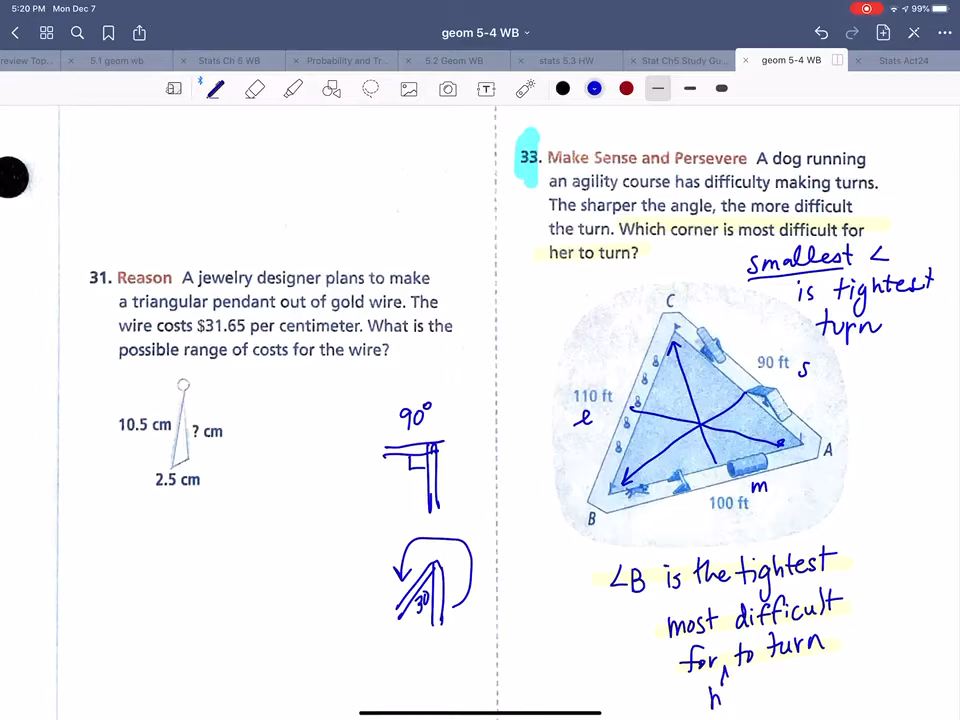 5:20 PM Mon Dec 7
99%
geom 5-4 WB
review Top...
5.1 geom wb
Stats Ch 6 WB
Probability and Tr...
5.2 Geom WB
stats 5.3 HW
Stat Ch5 Study Gu...
geom 5-4 WB
Stats Act24
31. Reason A jewelry designer plans to make
a triangular pendant out of gold wire. The
wire costs $31.65 per centimeter. What is the
possible range of costs for the wire?
10.5 cm
? cm
2.5 cm
90°
30
33. Make Sense and Persevere A dog running
an agility course has difficulty making turns.
The sharper the angle, the more difficult
the turn. Which corner is most difficult for
her to turn?
smallest ∠
is tightest
turn
C
90 ft s
110 ft
l
A
m
100 ft
B
∠B is the tightest
most difficult
for to turn
h